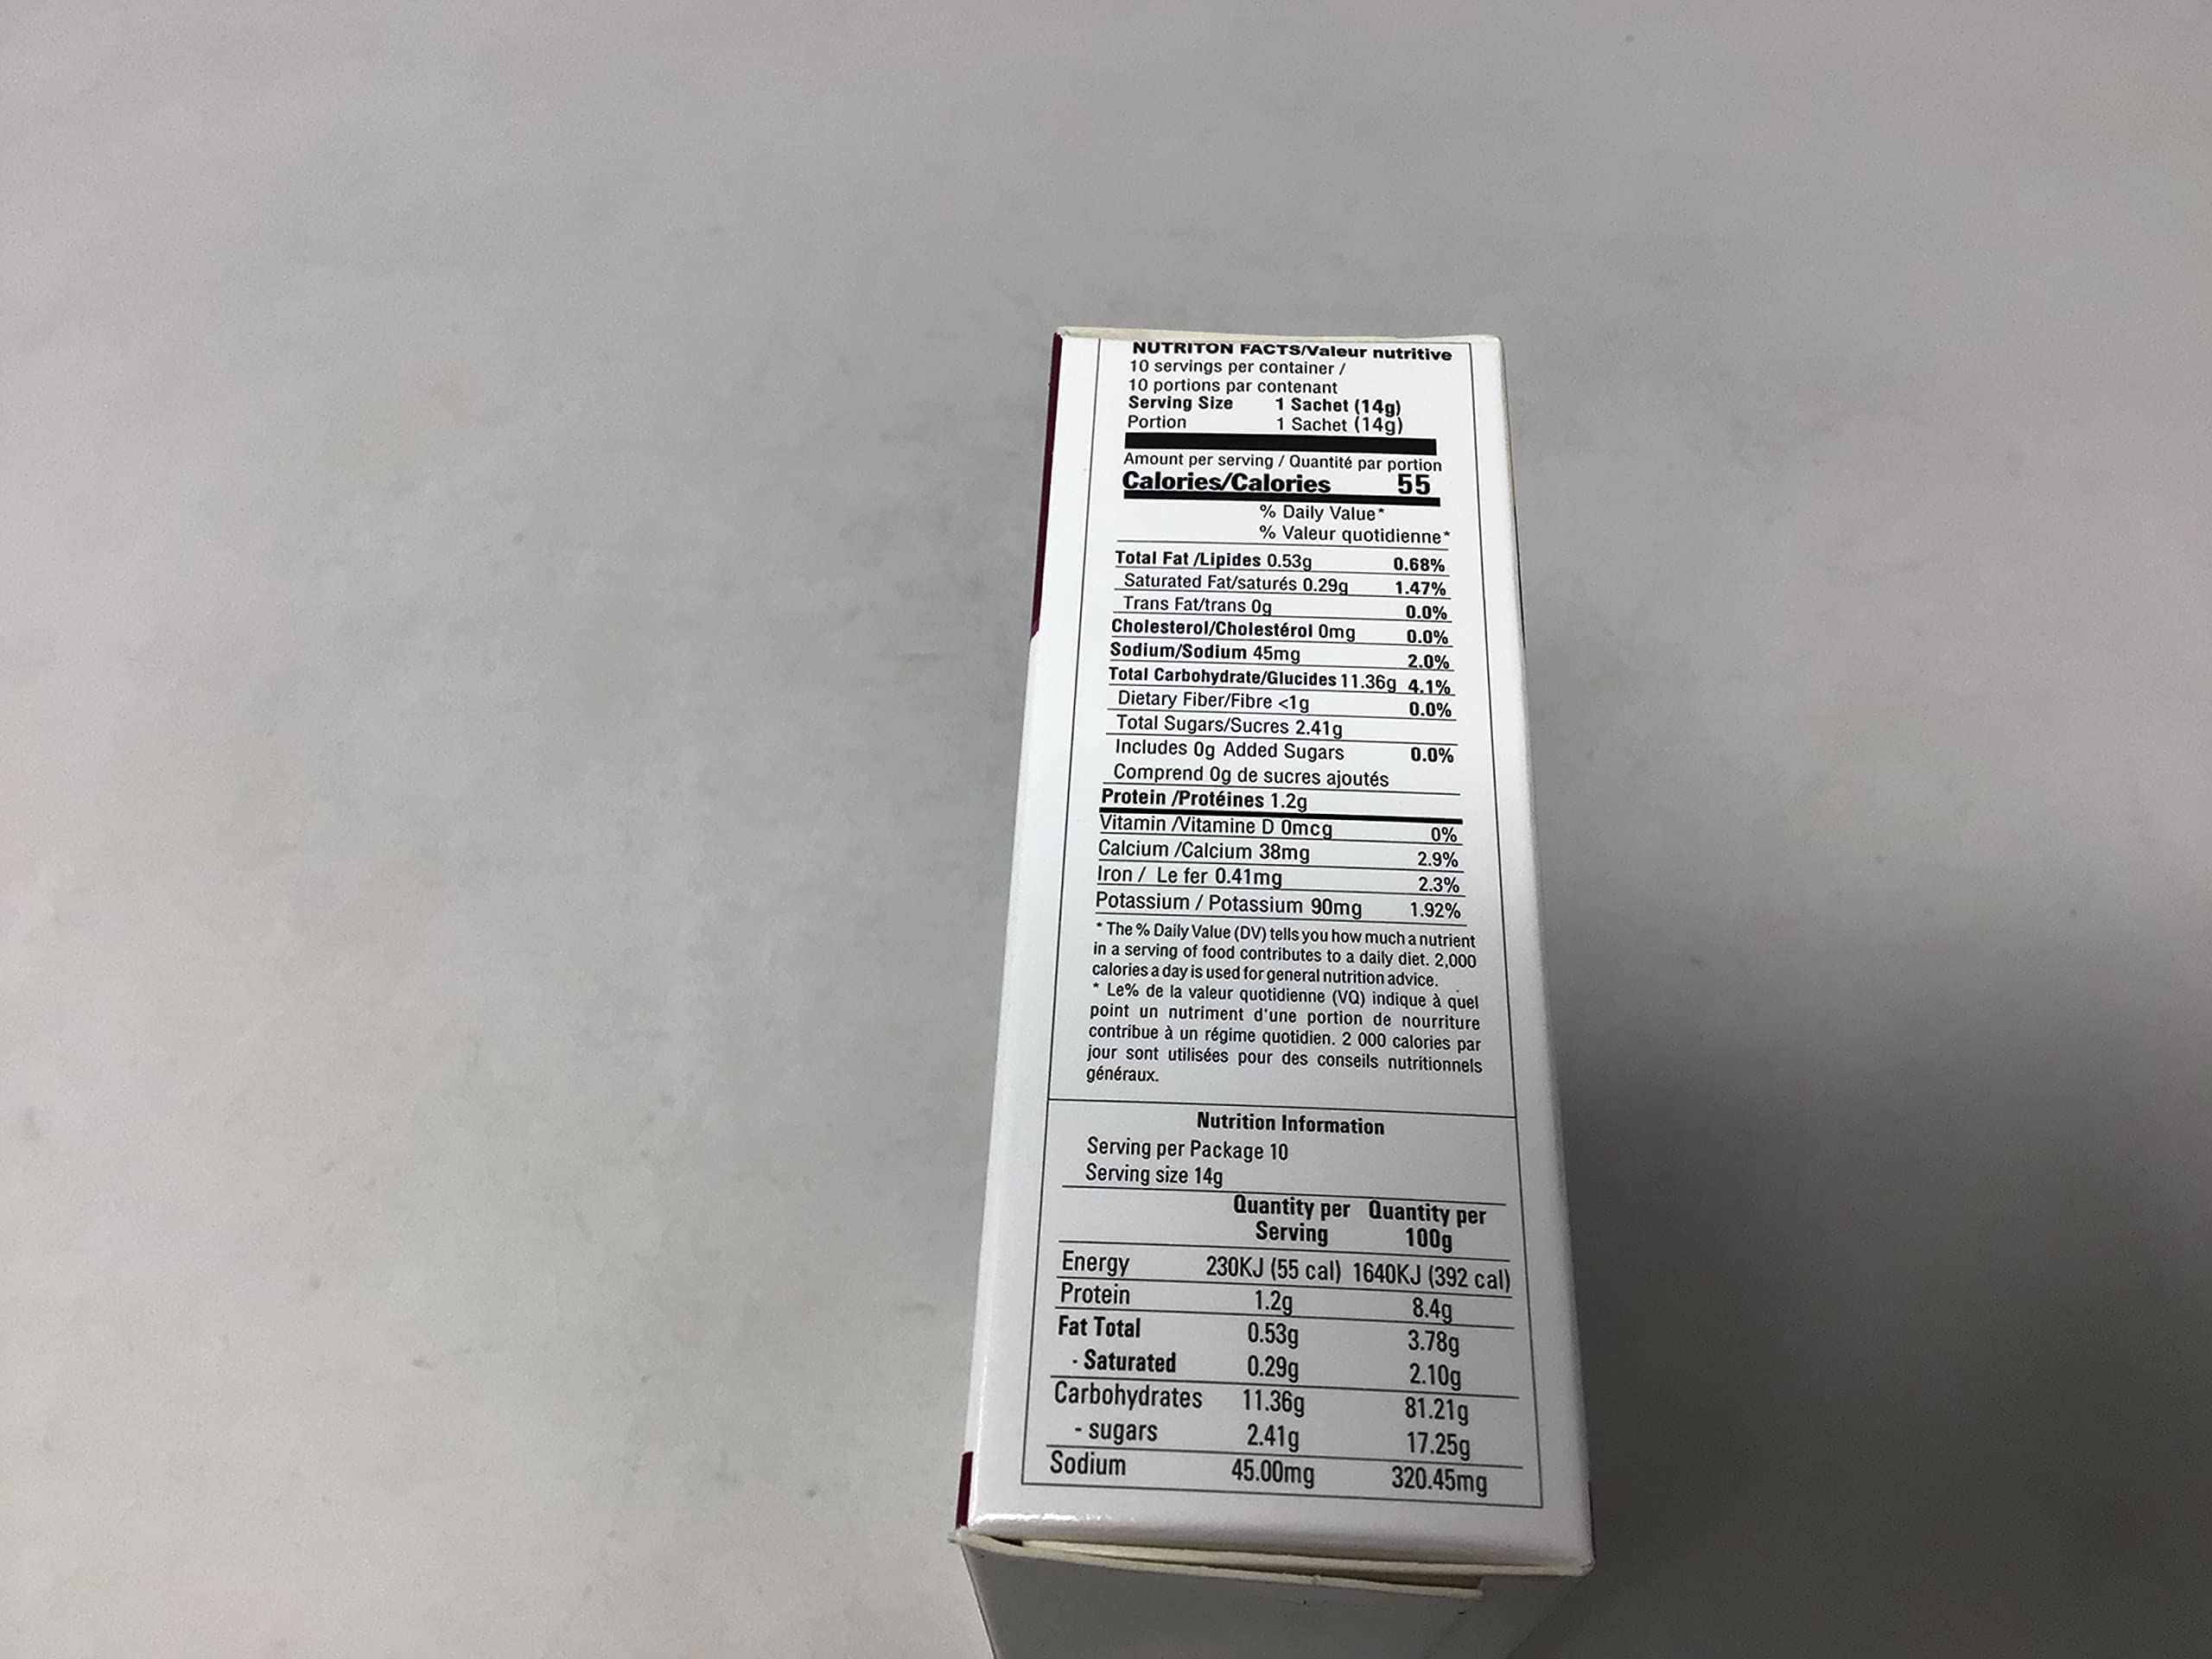 NUTRITON FACTS/Valeur nutritive
10 servings per container /
10 portions par contenant
Serving Size 1 Sachet (14g)
Portion 1 Sachet (14g)
Amount per serving / Quantité par portion
Calories/Calories 55
% Daily Value*
% Valeur quotidienne*
Total Fat /Lipides 0.53g 0.68%
Saturated Fat/saturés 0.29g 1.47%
Trans Fat/trans 0g 0.0%
Cholesterol/Cholestérol 0mg 0.0%
Sodium/Sodium 45mg 2.0%
Total Carbohydrate/Glucides 11.36g 4.1%
Dietary Fiber/Fibre <1g 0.0%
Total Sugars/Sucres 2.41g
Includes 0g Added Sugars 0.0%
Comprend 0g de sucres ajoutés
Protein /Protéines 1.2g
Vitamin /Vitamine D 0mcg 0%
Calcium /Calcium 38mg 2.9%
Iron / Le fer 0.41mg 2.3%
Potassium / Potassium 90mg 1.92%
* The % Daily Value (DV) tells you how much a nutrient
in a serving of food contributes to a daily diet. 2,000
calories a day is used for general nutrition advice.
* Le% de la valeur quotidienne (VQ) indique à quel
point un nutriment d'une portion de nourriture
contribue à un régime quotidien. 2 000 calories par
jour sont utilisées pour des conseils nutritionnels
généraux.
Nutrition Information
Serving per Package 10
Serving size 14g
Quantity per Quantity per
Serving 100g
Energy 230KJ (55 cal) 1640KJ (392 cal)
Protein 1.2g 8.4g
Fat Total 0.53g 3.78g
- Saturated 0.29g 2.10g
Carbohydrates 11.36g 81.21g
- sugars 2.41g 17.25g
Sodium 45.00mg 320.45mg